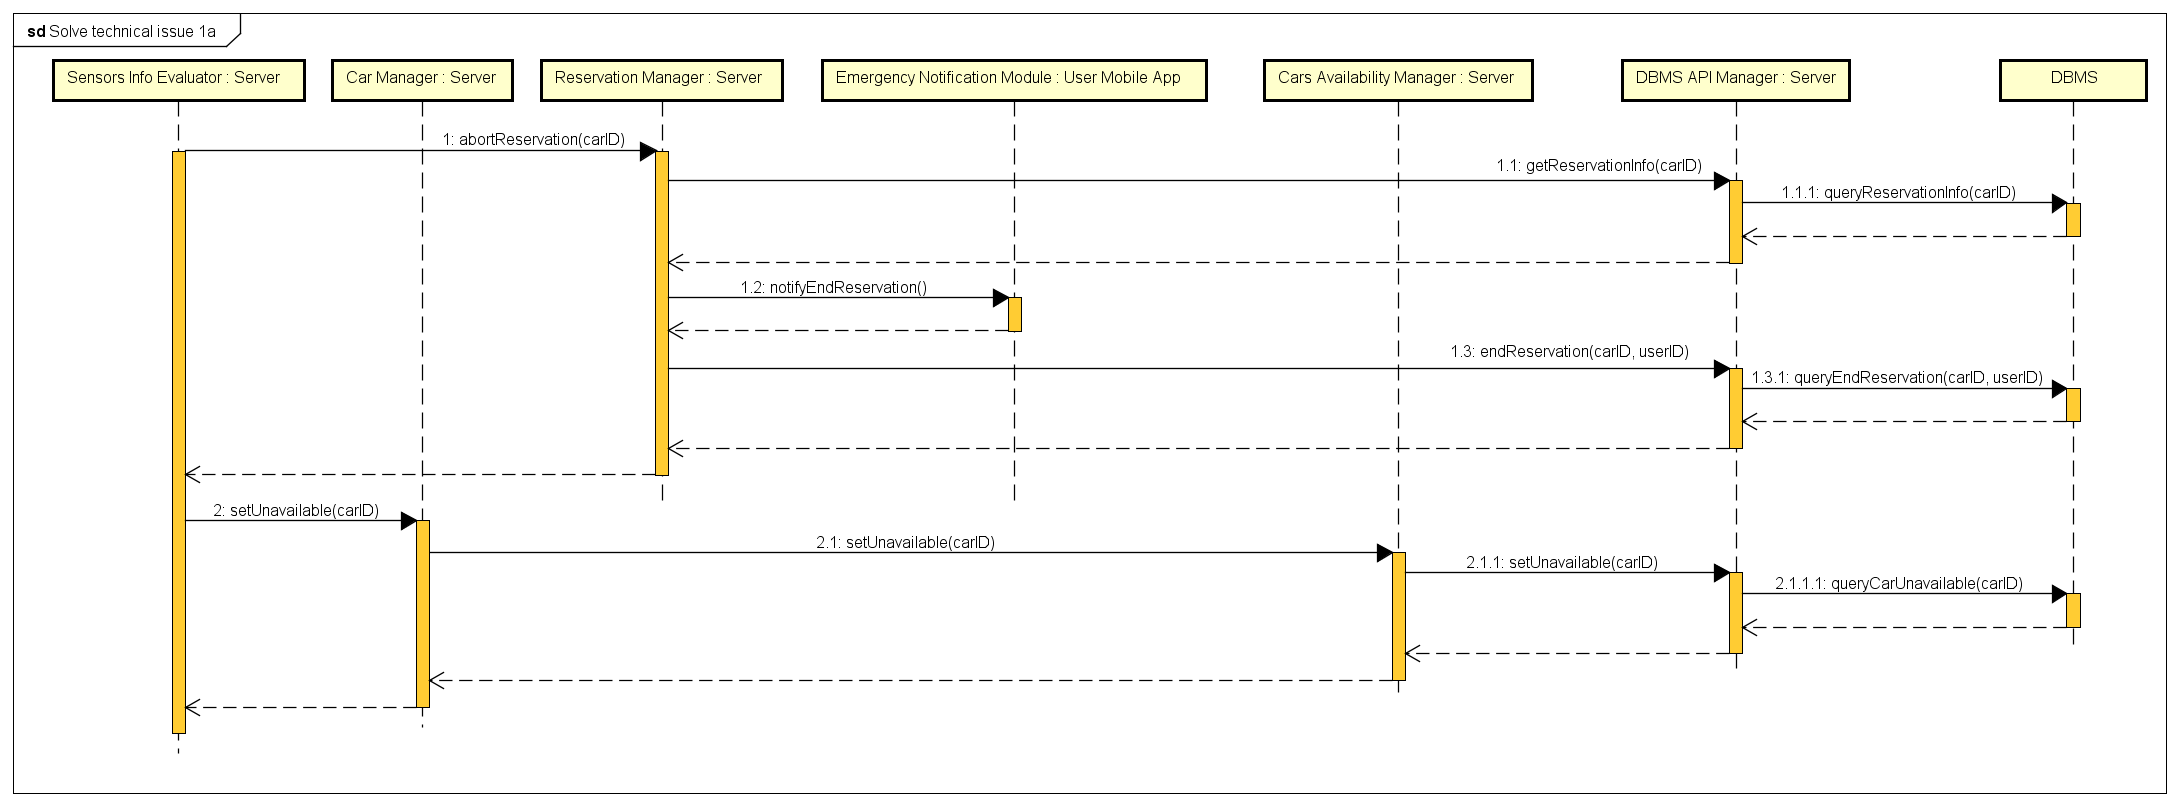 sd Solve technical issue 1a
Sensors Info Evaluator : Server
Car Manager : Server
Reservation Manager : Server
Emergency Notification Module : User Mobile App
Cars Availability Manager : Server
DBMS API Manager : Server
DBMS
1: abortReservation(carID)
1.1: getReservationInfo(carID)
1.1.1: queryReservationInfo(carID)
1.2: notifyEndReservation()
1.3: endReservation(carID, userID)
1.3.1: queryEndReservation(carID, userID)
2: setUnavailable(carID)
2.1: setUnavailable(carID)
2.1.1: setUnavailable(carID)
2.1.1.1: queryCarUnavailable(carID)